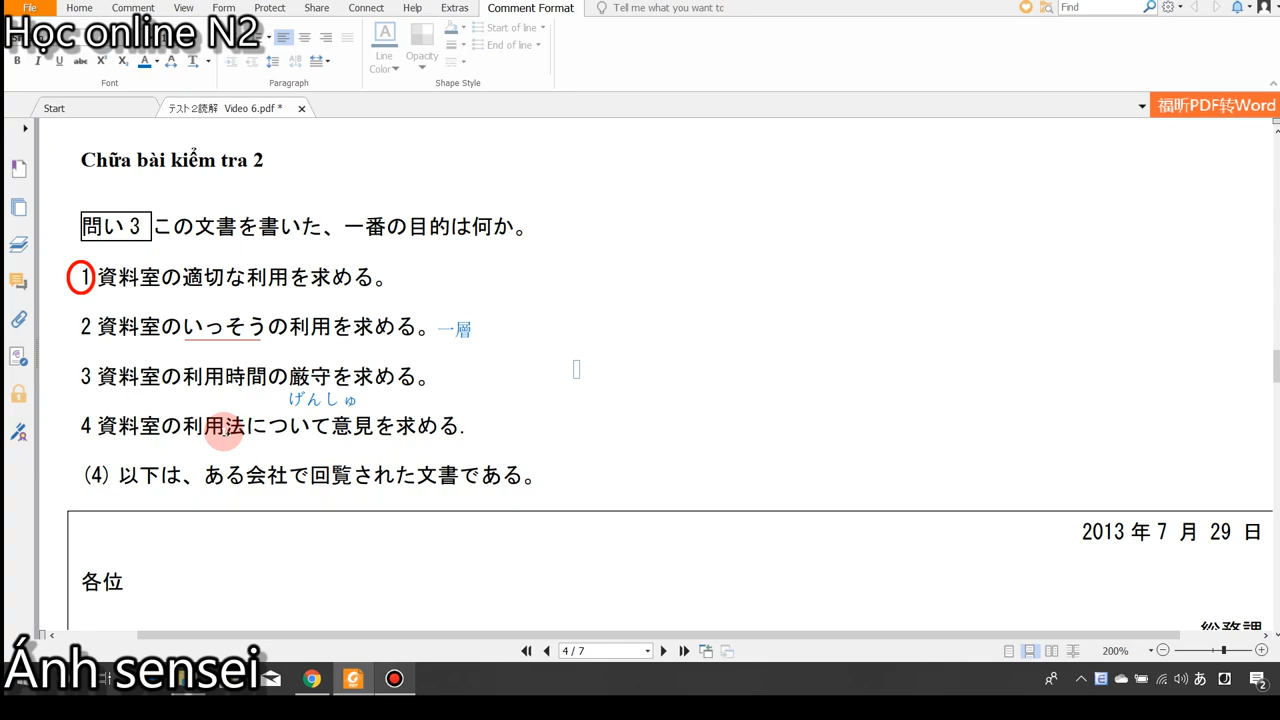 File Home Comment View Form Protect Share Connect Help Extras Comment Format Tell me what you want tc Find
Học online N2
Start of line
End of line
Line Color
Opacity
Font Paragraph Shape Style
Start テスト2読解 Video 6.pdf *
福昕PDF转Word
Chữa bài kiểm tra 2
問い 3 この文書を書いた、一番の目的は何か。
1 資料室の適切な利用を求める。
2 資料室のいっそうの利用を求める。一層
3 資料室の利用時間の厳守を求める。
げんしゅ
4 資料室の利用法について意見を求める.
(4) 以下は、ある会社で回覧された文書である。
2013 年 7 月 29 日
各位
総務課
4 / 7
200%
Ánh sensei